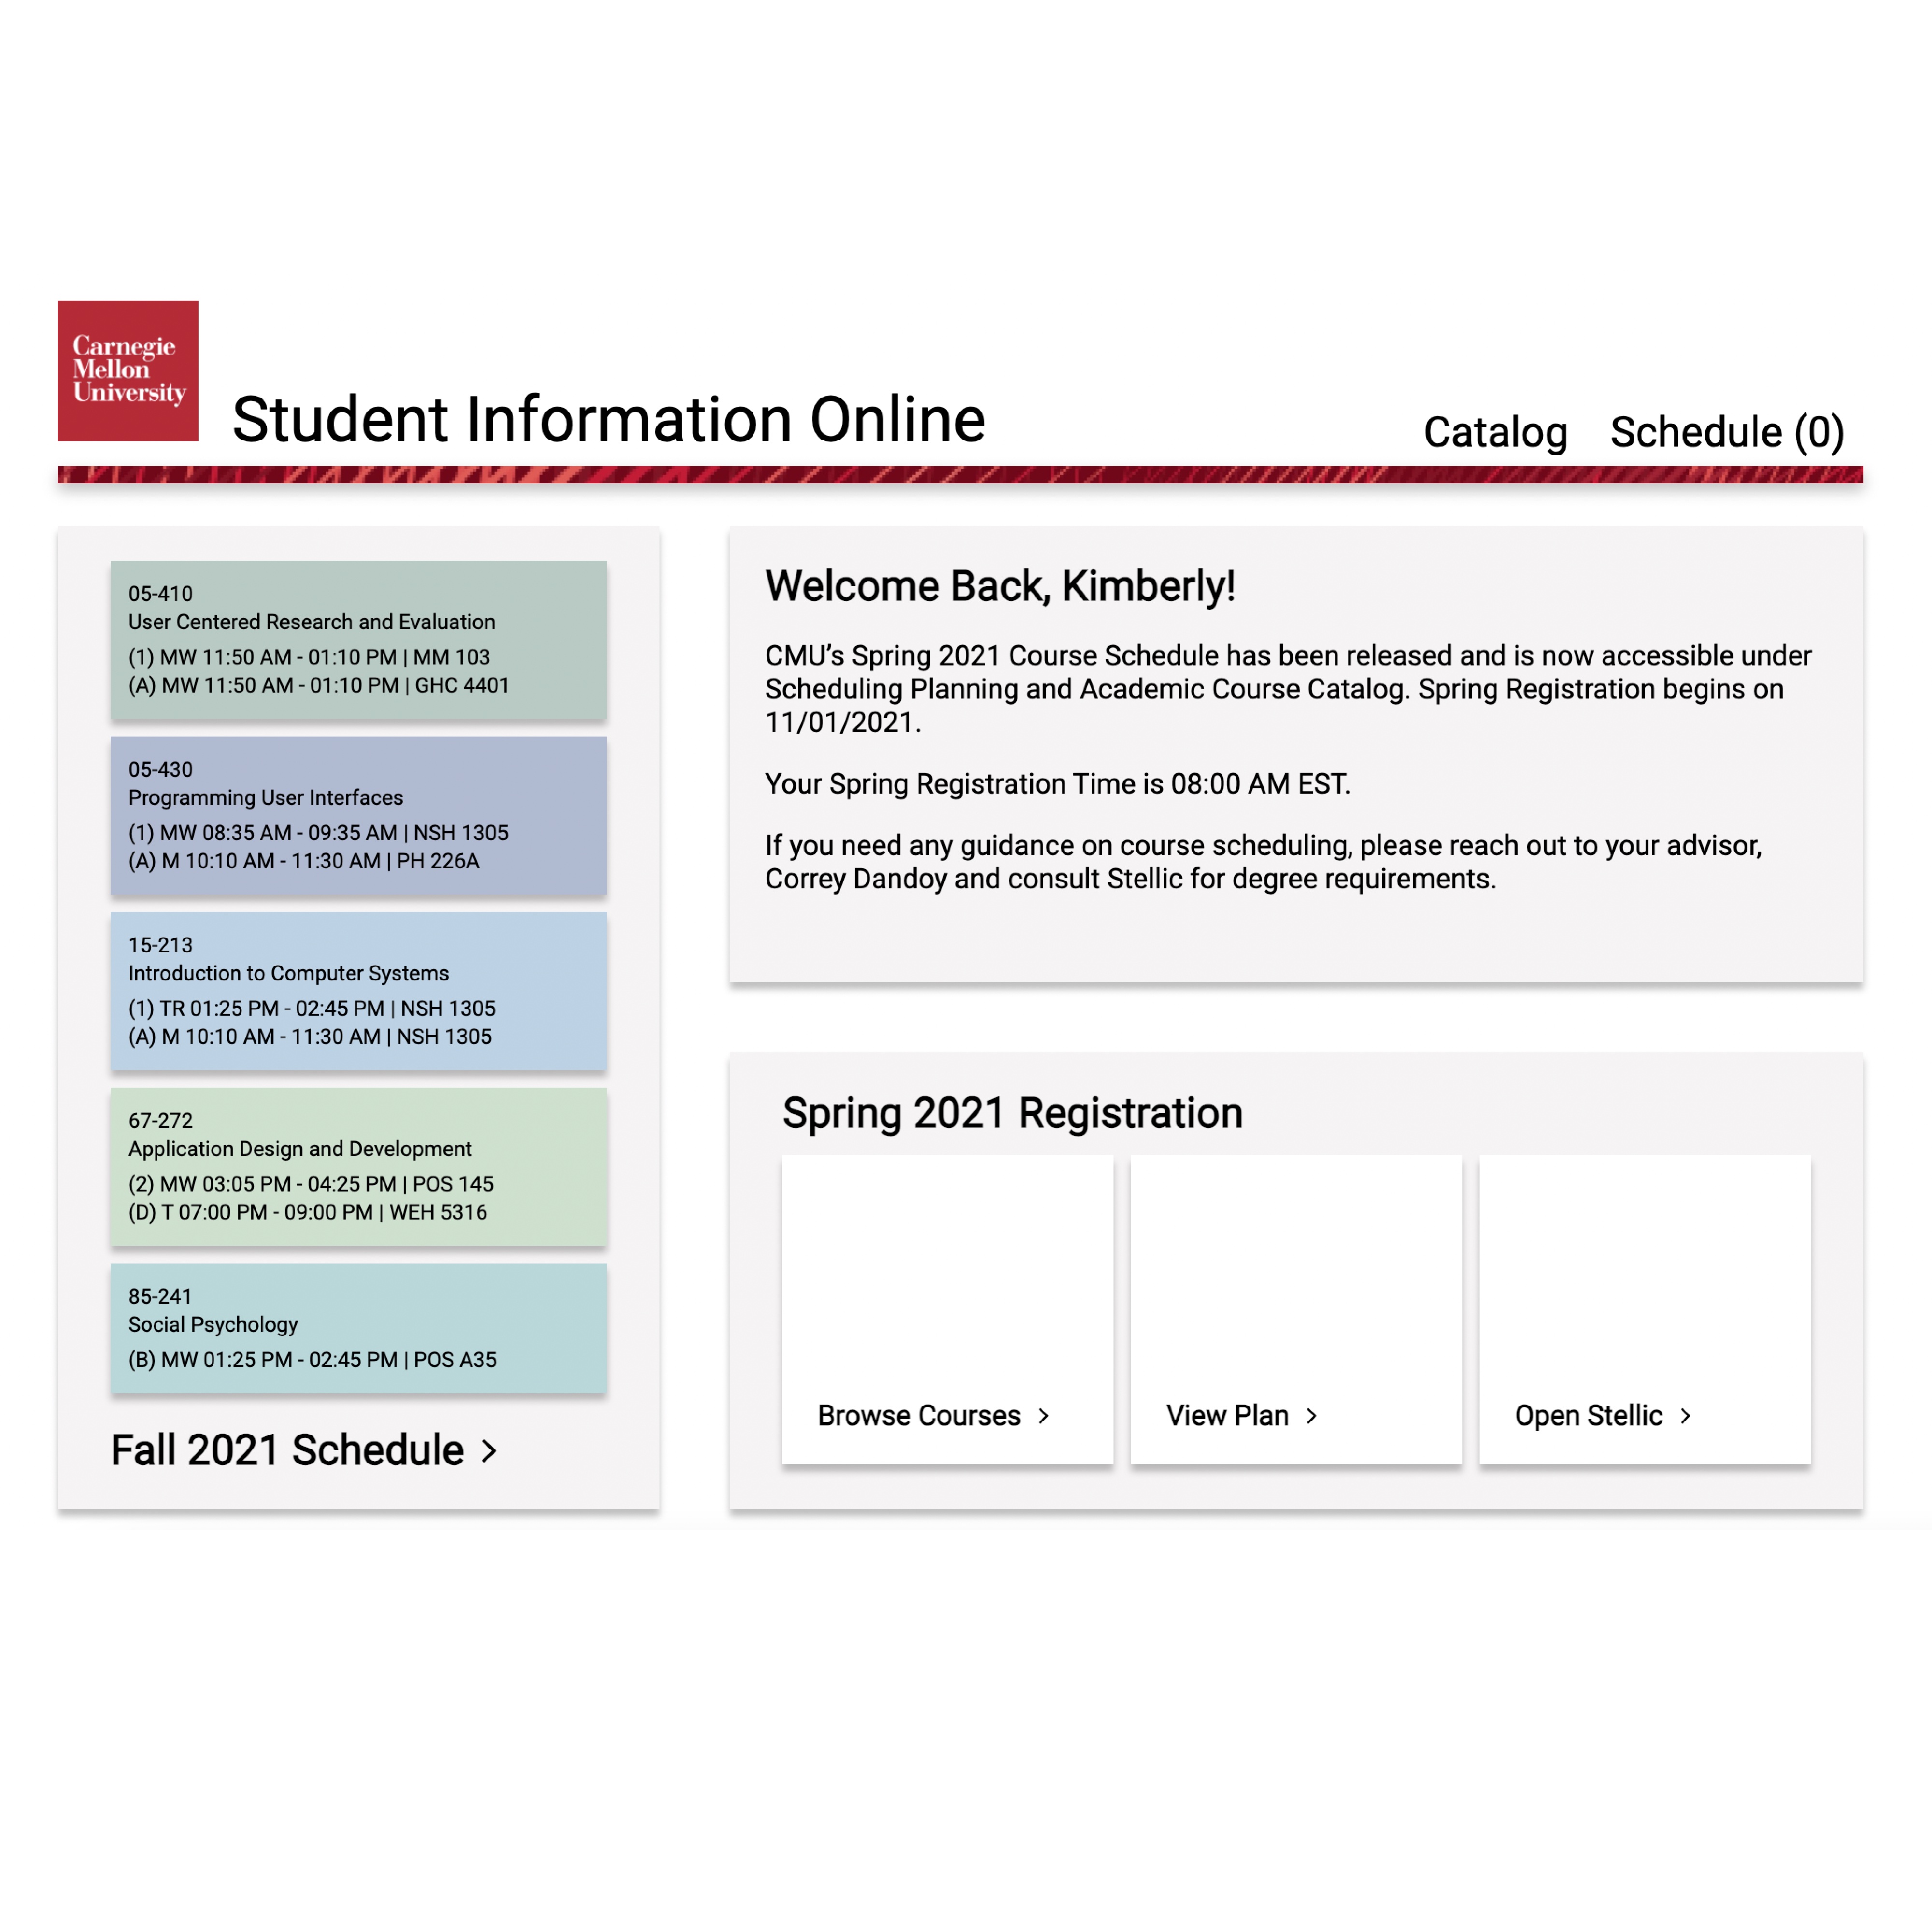 Carnegie
Mellon
University
Student Information Online
Catalog
Schedule (0)
05-410
User Centered Research and Evaluation
(1) MW 11:50 AM - 01:10 PM | MM 103
(A) MW 11:50 AM - 01:10 PM | GHC 4401
05-430
Programming User Interfaces
(1) MW 08:35 AM - 09:35 AM | NSH 1305
(A) M 10:10 AM - 11:30 AM | PH 226A
15-213
Introduction to Computer Systems
(1) TR 01:25 PM - 02:45 PM | NSH 1305
(A) M 10:10 AM - 11:30 AM | NSH 1305
67-272
Application Design and Development
(2) MW 03:05 PM - 04:25 PM | POS 145
(D) T 07:00 PM - 09:00 PM | WEH 5316
85-241
Social Psychology
(B) MW 01:25 PM - 02:45 PM | POS A35
Fall 2021 Schedule >
Welcome Back, Kimberly!
CMU’s Spring 2021 Course Schedule has been released and is now accessible under
Scheduling Planning and Academic Course Catalog. Spring Registration begins on
11/01/2021.
Your Spring Registration Time is 08:00 AM EST.
If you need any guidance on course scheduling, please reach out to your advisor,
Correy Dandoy and consult Stellic for degree requirements.
Spring 2021 Registration
Browse Courses >
View Plan >
Open Stellic >